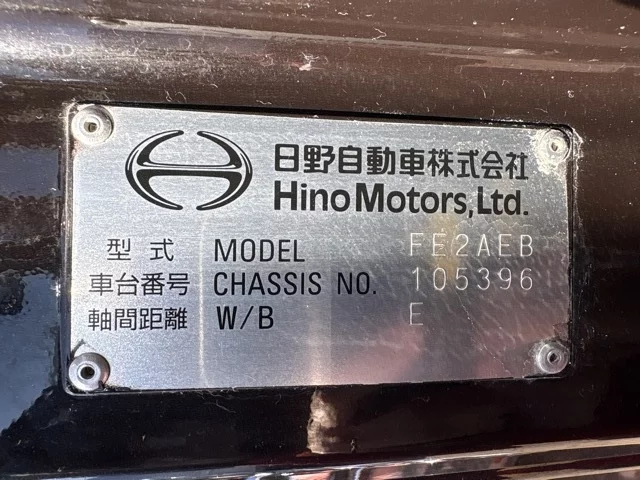 日野自動車株式会社
Hino Motors, Ltd.
型式 MODEL FE2AEB
車台番号 CHASSIS NO. 105396
軸間距離 W/B E